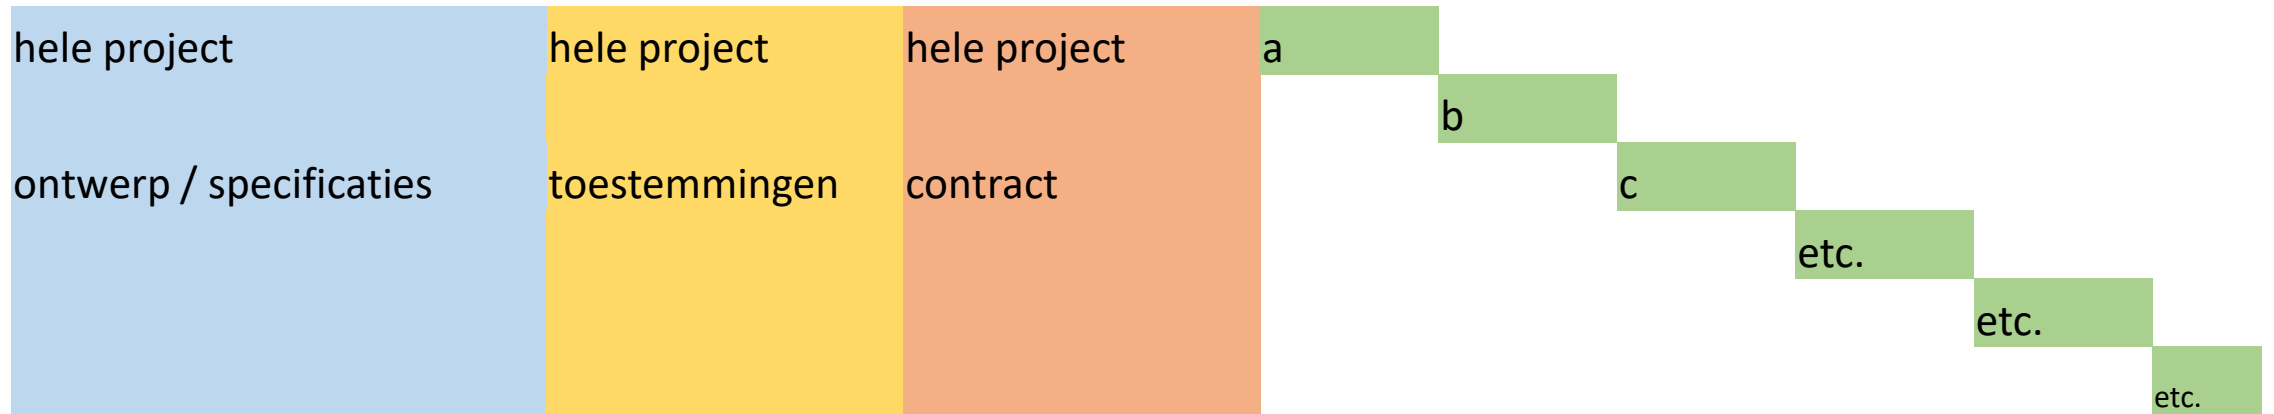 hele project hele project hele project a
b
ontwerp / specificaties toestemmingen contract c
etc.
etc.
etc.